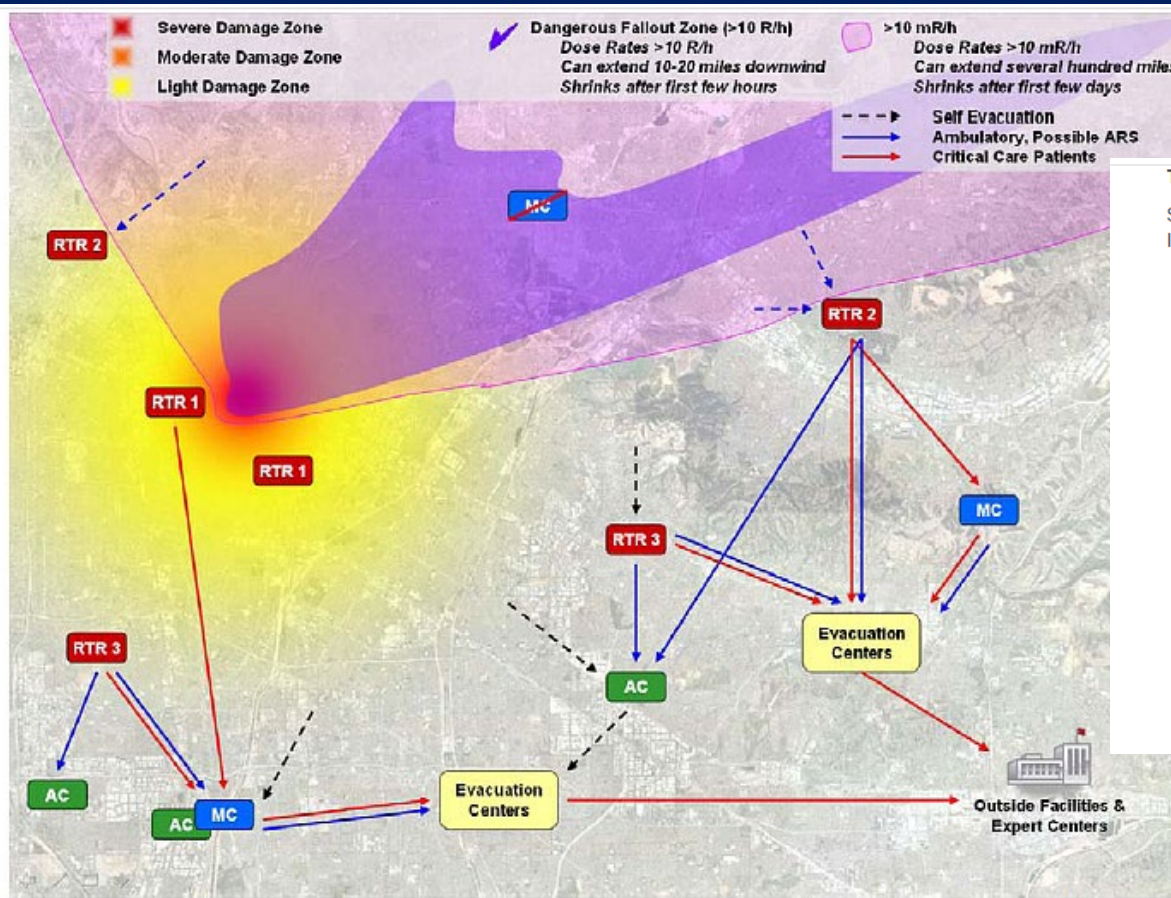 Severe Damage Zone
Moderate Damage Zone
Light Damage Zone
Dangerous Fallout Zone (>10 R/h)
Dose Rates >10 R/h
Can extend 10-20 miles downwind
Shrinks after first few hours
>10 mR/h
Dose Rates >10 mR/h
Can extend several hundred miles
Shrinks after first few days
Self Evacuation
Ambulatory, Possible ARS
Critical Care Patients
MC
RTR 2
RTR 2
RTR 1
RTR 1
MC
RTR 3
RTR 3
Evacuation
Centers
AC
AC
AC
MC
Evacuation
Centers
Outside Facilities &
Expert Centers